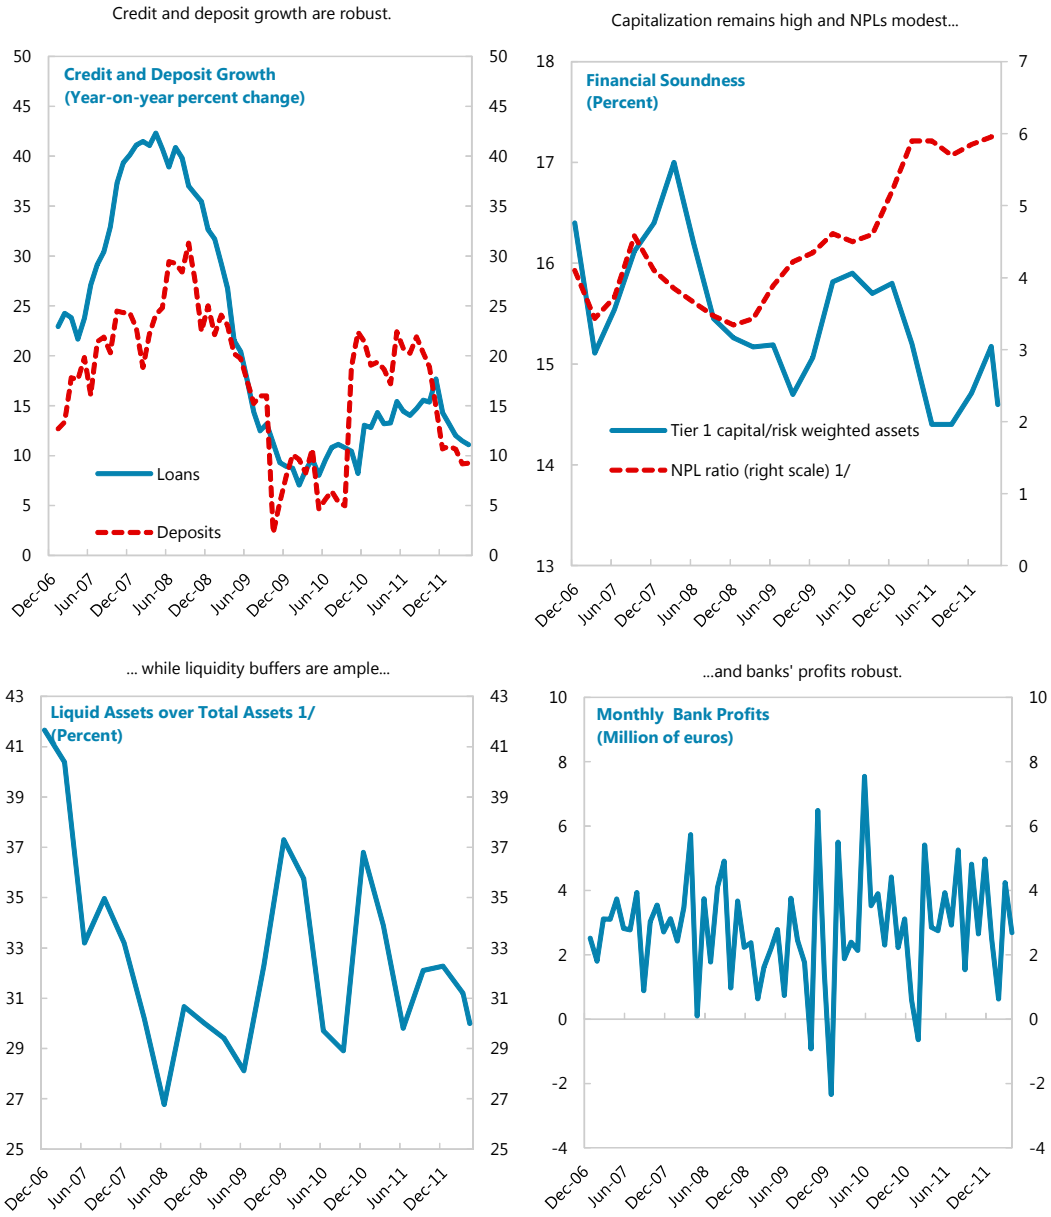 Credit and deposit growth are robust.
Credit and Deposit Growth
(Year-on-year percent change)
50
45
40
35
30
25
20
15
10
5
0
50
45
40
35
30
25
20
15
10
5
0
Loans
Deposits
Dec-06
Jun-07
Dec-07
Jun-08
Dec-08
Jun-09
Dec-09
Jun-10
Dec-10
Jun-11
Dec-11
Capitalization remains high and NPLs modest...
Financial Soundness
(Percent)
18
17
16
15
14
13
7
6
5
4
3
2
1
0
Tier 1 capital/risk weighted assets
NPL ratio (right scale) 1/
Dec-06
Jun-07
Dec-07
Jun-08
Dec-08
Jun-09
Dec-09
Jun-10
Dec-10
Jun-11
Dec-11
... while liquidity buffers are ample...
Liquid Assets over Total Assets 1/
(Percent)
43
41
39
37
35
33
31
29
27
25
43
41
39
37
35
33
31
29
27
25
Dec-06
Jun-07
Dec-07
Jun-08
Dec-08
Jun-09
Dec-09
Jun-10
Dec-10
Jun-11
Dec-11
...and banks' profits robust.
Monthly Bank Profits
(Million of euros)
10
8
6
4
2
0
-2
-4
10
8
6
4
2
0
-2
-4
Dec-06
Jun-07
Dec-07
Jun-08
Dec-08
Jun-09
Dec-09
Jun-10
Dec-10
Jun-11
Dec-11